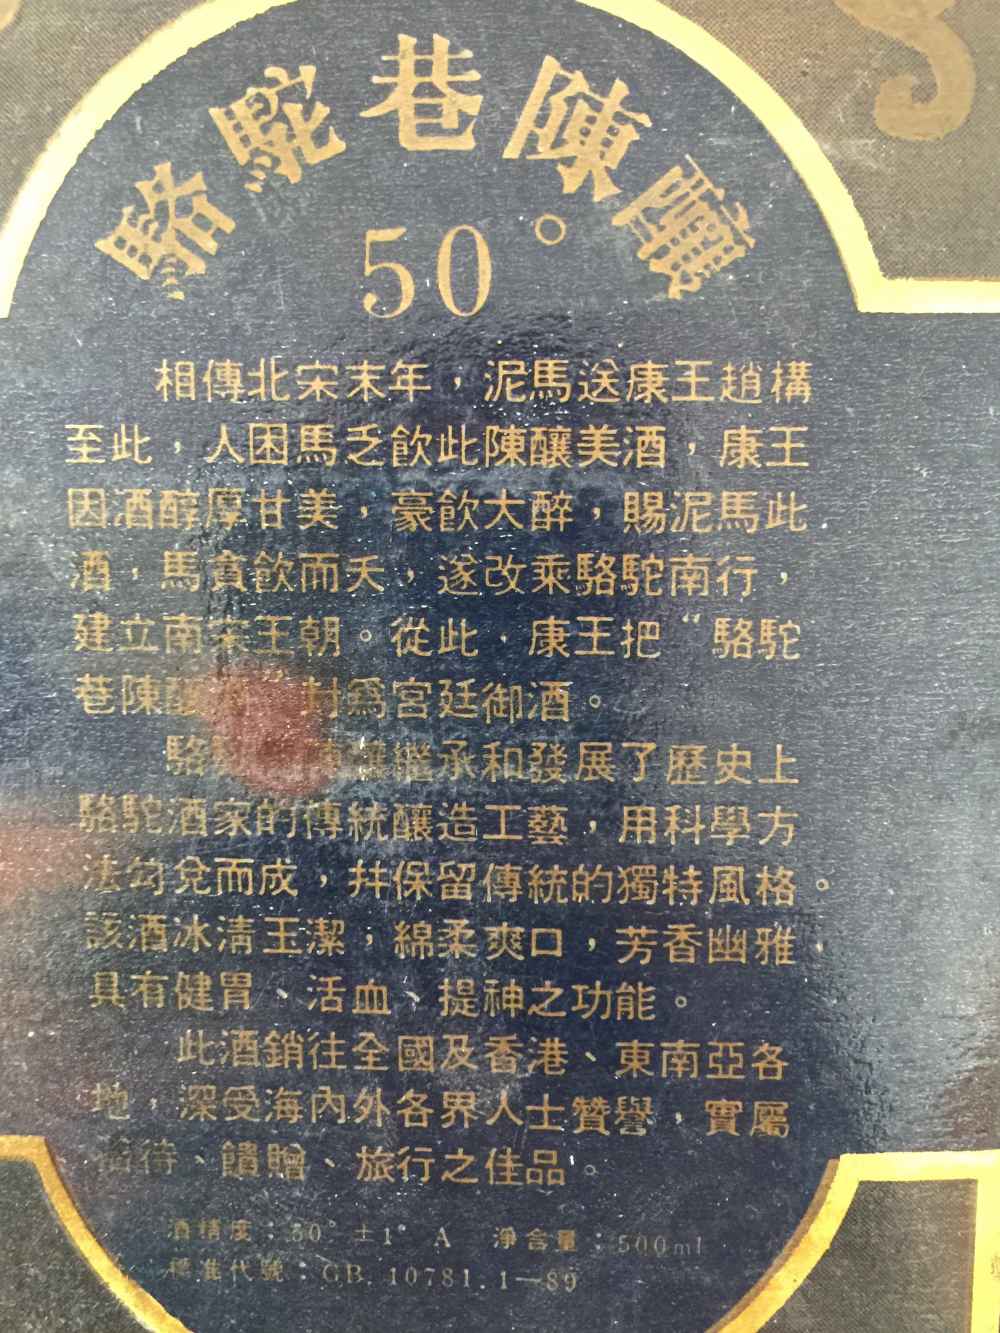 駱駝巷陳釀
50°
相傳北宋末年，泥馬送康王趙構
至此，人困馬乏飲此陳釀美酒，康王
因酒醇厚甘美，豪飲大醉，賜泥馬此
酒，馬貪飲而夭，遂改乘駱駝南行，
建立南宋王朝。從此，康王把“駱駝
巷陳釀酒”封爲宮廷御酒。
駱駝巷陳釀繼承和發展了歷史上
駱駝酒家的傳統釀造工藝，用科學方
法勾兌而成，幷保留傳統的獨特風格。
該酒冰清玉潔，綿柔爽口，芳香幽雅，
具有健胃、活血、提神之功能。
此酒銷往全國及香港、東南亞各
地，深受海內外各界人士贊譽，實屬
待、饋贈、旅行之佳品。
酒精度：50°±1° A 淨含量：500ml
標准代號：GB. 10781. 1—89